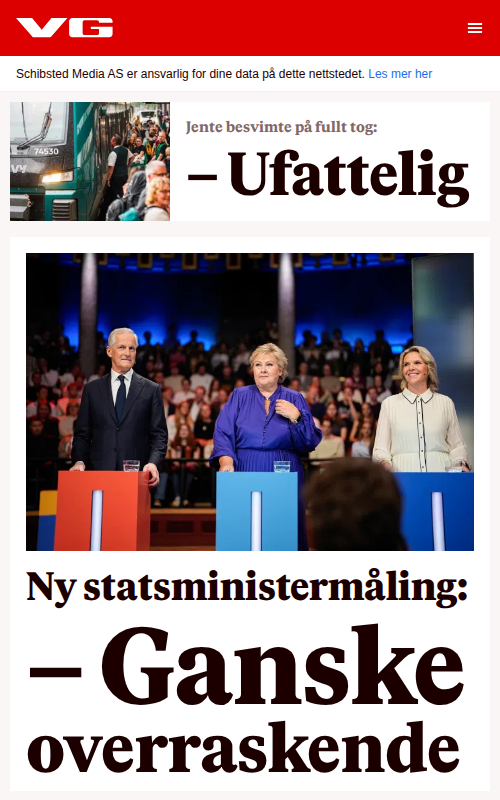 VG
Schibsted Media AS er ansvarlig for dine data på dette nettstedet. Les mer her
74530
Jente besvimte på fullt tog:
– Ufattelig
Ny statsministermåling:
– Ganske
overraskende